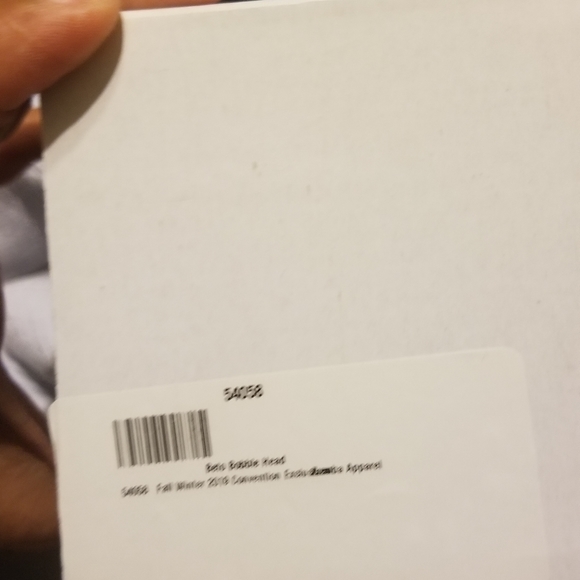 54058
Beto Bobble Head
54058 Fall Winter 2019 Convention Apparel